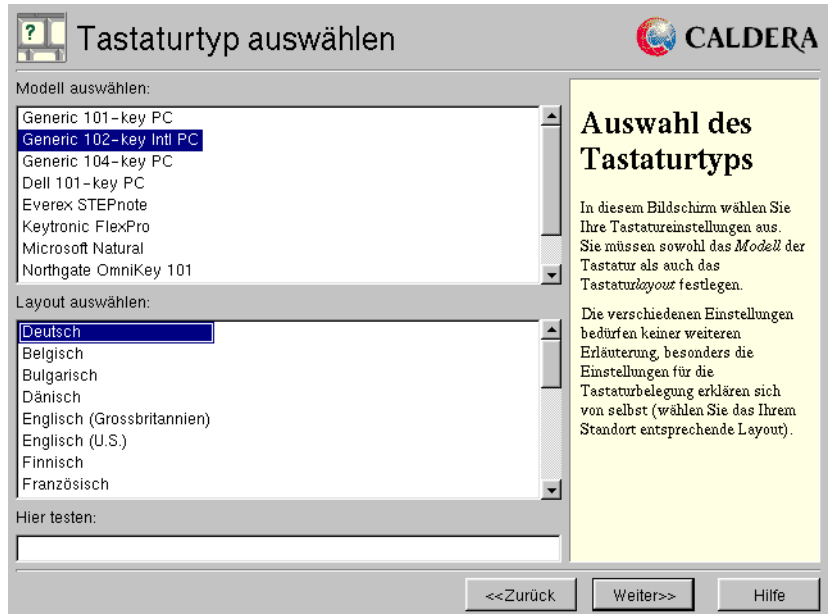 ?
Tastaturtyp auswählen
CALDERA
Modell auswählen:
Generic 101-key PC
Generic 102-key Intl PC
Generic 104-key PC
Dell 101-key PC
Everex STEPnote
Keytronic FlexPro
Microsoft Natural
Northgate OmniKey 101
Layout auswählen:
Deutsch
Belgisch
Bulgarisch
Dänisch
Englisch (Grossbritannien)
Englisch (U.S.)
Finnisch
Französisch
Hier testen:
Auswahl des
Tastaturtyps
In diesem Bildschirm wählen Sie
Ihre Tastatureinstellungen aus.
Sie müssen sowohl das Modell der
Tastatur als auch das
Tastaturlayout festlegen.
Die verschiedenen Einstellungen
bedürfen keiner weiteren
Erläuterung, besonders die
Einstellungen für die
Tastaturbelegung erklären sich
von selbst (wählen Sie das Ihrem
Standort entsprechende Layout).
<<Zurück
Weiter>>
Hilfe